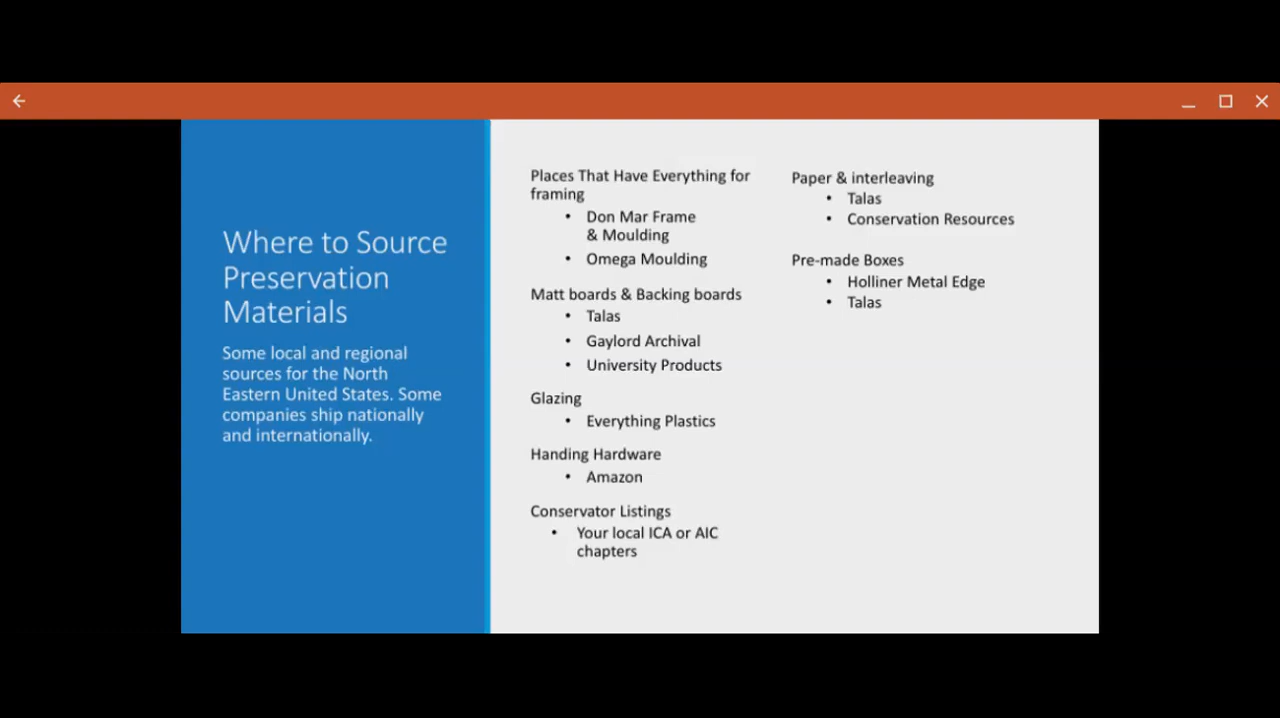 Where to Source
Preservation
Materials
Some local and regional
sources for the North
Eastern United States. Some
companies ship nationally
and internationally.
Places That Have Everything for
framing
• Don Mar Frame
& Moulding
• Omega Moulding
Matt boards & Backing boards
• Talas
• Gaylord Archival
• University Products
Glazing
• Everything Plastics
Handing Hardware
• Amazon
Conservator Listings
• Your local ICA or AIC
chapters
Paper & interleaving
• Talas
• Conservation Resources
Pre-made Boxes
• Holliner Metal Edge
• Talas